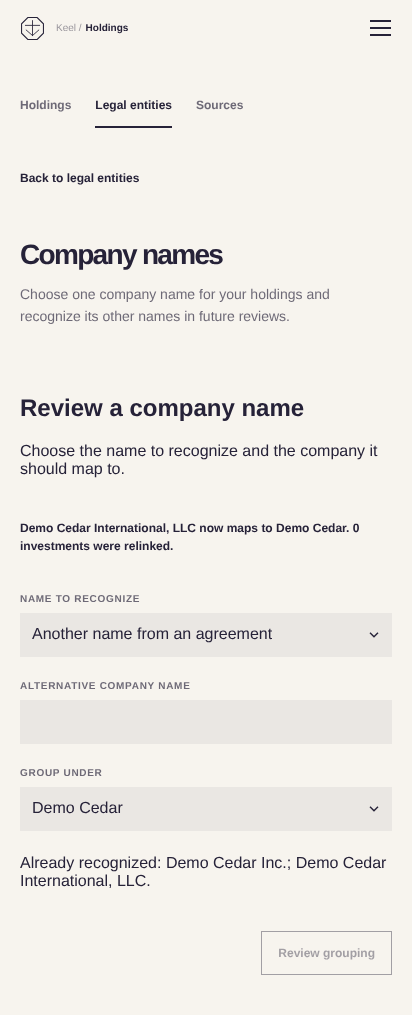 Keel / Holdings
Holdings Legal entities Sources
Back to legal entities
Company names
Choose one company name for your holdings and
recognize its other names in future reviews.
Review a company name
Choose the name to recognize and the company it
should map to.
Demo Cedar International, LLC now maps to Demo Cedar. 0
investments were relinked.
NAME TO RECOGNIZE
Another name from an agreement
ALTERNATIVE COMPANY NAME
GROUP UNDER
Demo Cedar
Already recognized: Demo Cedar Inc.; Demo Cedar
International, LLC.
Review grouping